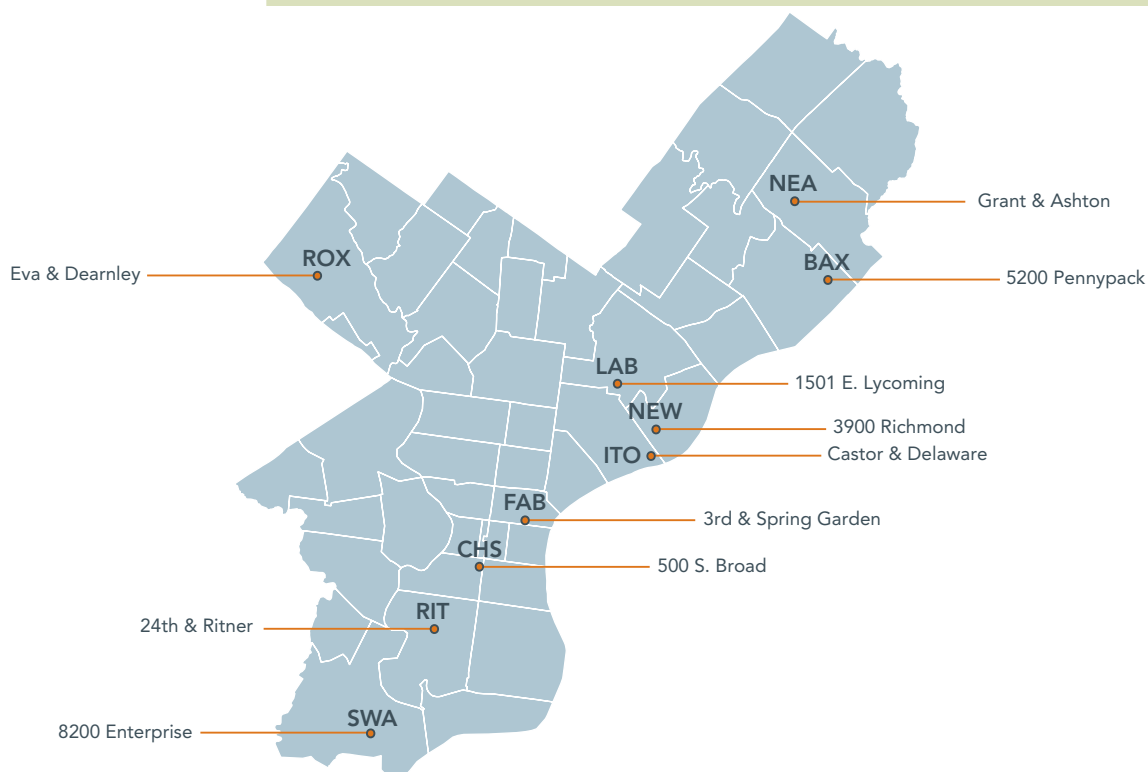 NEA
Grant & Ashton
ROX
Eva & Dearnley
BAX
5200 Pennypack
LAB
1501 E. Lycoming
NEW
3900 Richmond
ITO
Castor & Delaware
FAB
3rd & Spring Garden
CHS
500 S. Broad
RIT
24th & Ritner
SWA
8200 Enterprise